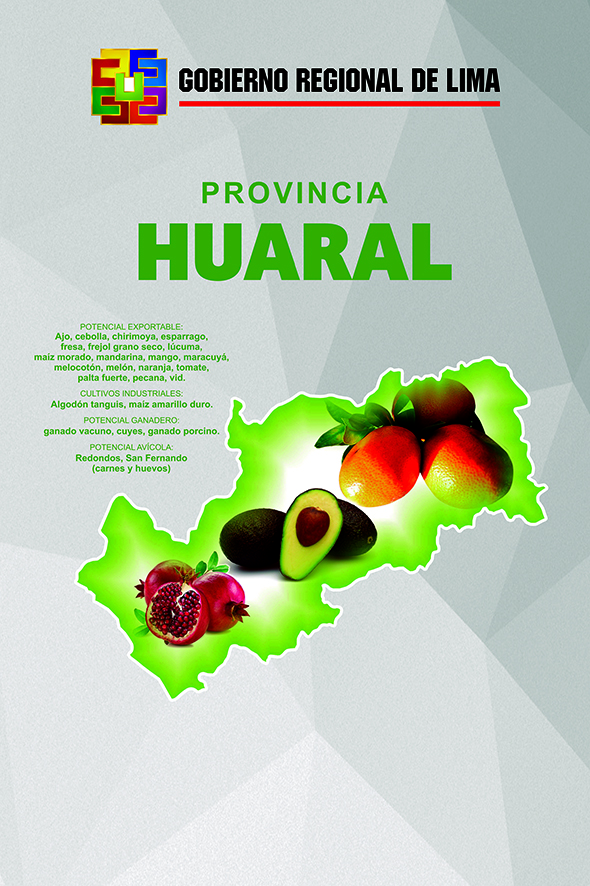 GOBIERNO REGIONAL DE LIMA
PROVINCIA
HUARAL
POTENCIAL EXPORTABLE:
Ajo, cebolla, chirimoya, esparrago,
fresa, frejol grano seco, lúcuma,
maíz morado, mandarina, mango, maracuyá,
melocotón, melón, naranja, tomate,
palta fuerte, pecana, vid.
CULTIVOS INDUSTRIALES:
Algodón tanguis, maíz amarillo duro.
POTENCIAL GANADERO:
ganado vacuno, cuyes, ganado porcino.
POTENCIAL AVÍCOLA:
Redondos, San Fernando
(carnes y huevos)